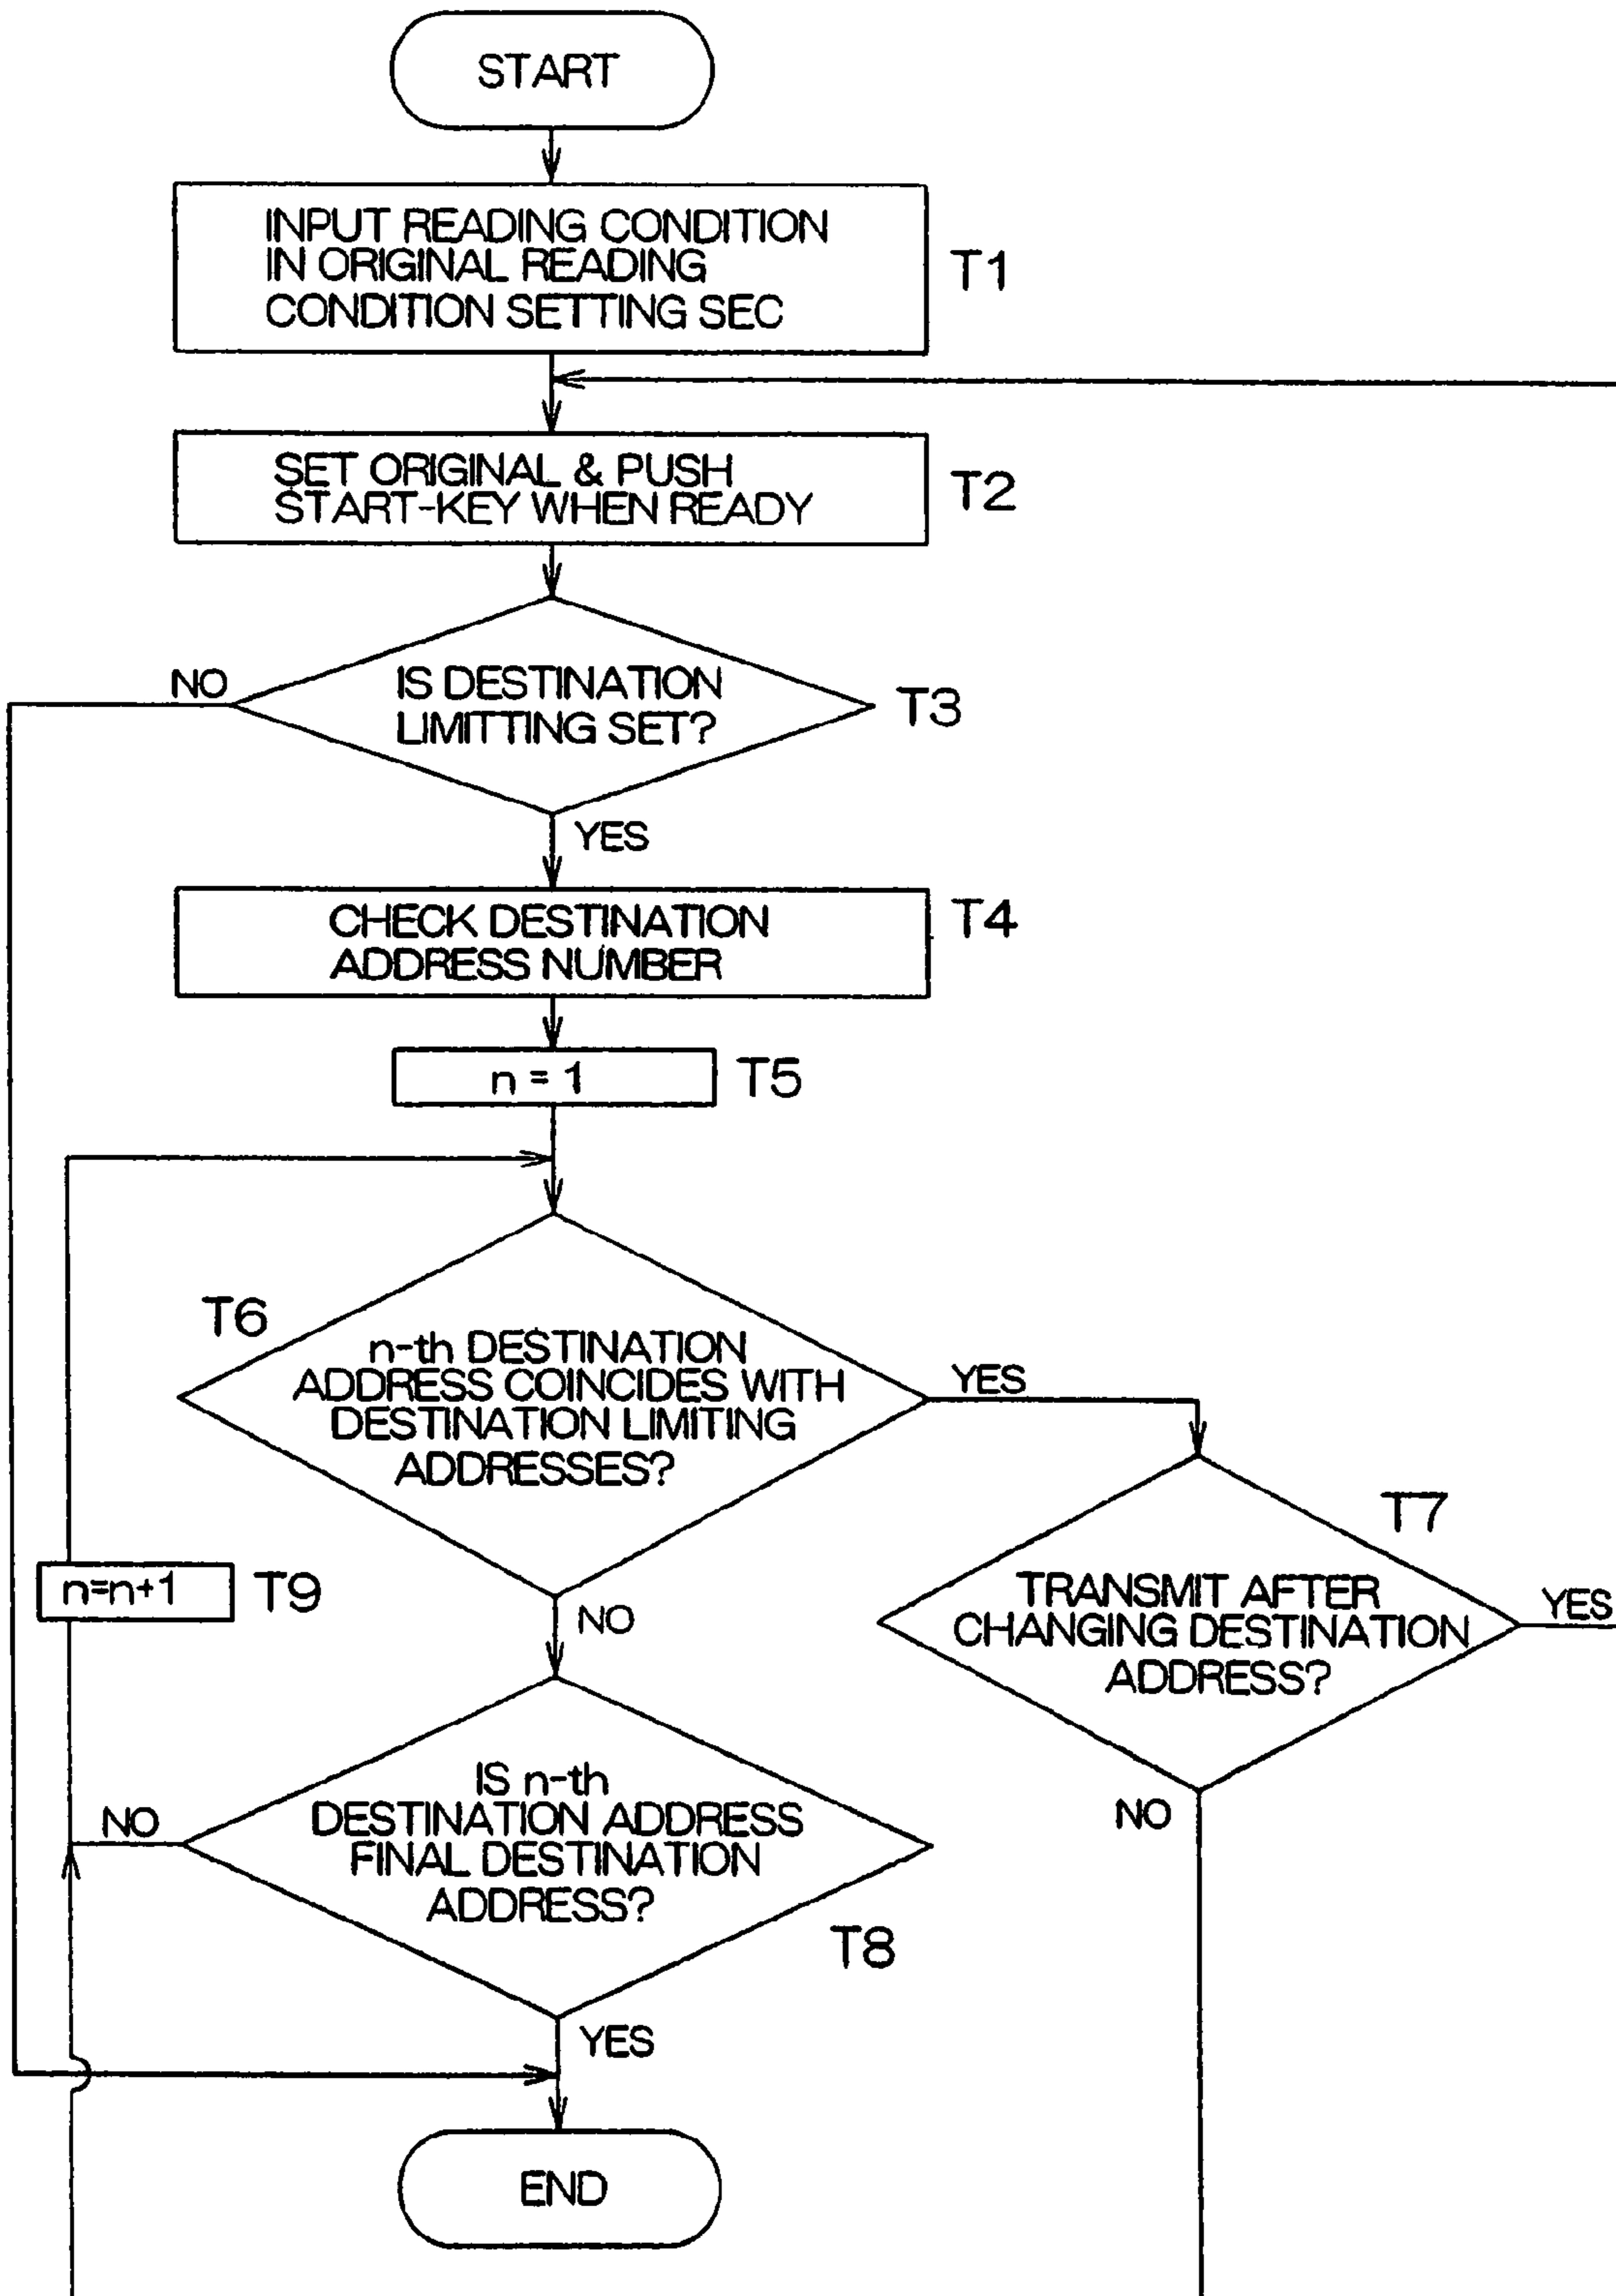 START
INPUT READING CONDITION
IN ORIGINAL READING
CONDITION SETTING SEC
T1
SET ORIGINAL & PUSH
START-KEY WHEN READY
T2
NO
IS DESTINATION
LIMITTING SET?
T3
YES
CHECK DESTINATION
ADDRESS NUMBER
T4
n = 1
T5
T6
n-th DESTINATION
ADDRESS COINCIDES WITH
DESTINATION LIMITING
ADDRESSES?
YES
T7
TRANSMIT AFTER
CHANGING DESTINATION
ADDRESS?
YES
NO
n=n+1
T9
NO
IS n-th
DESTINATION ADDRESS
FINAL DESTINATION
ADDRESS?
NO
T8
YES
END